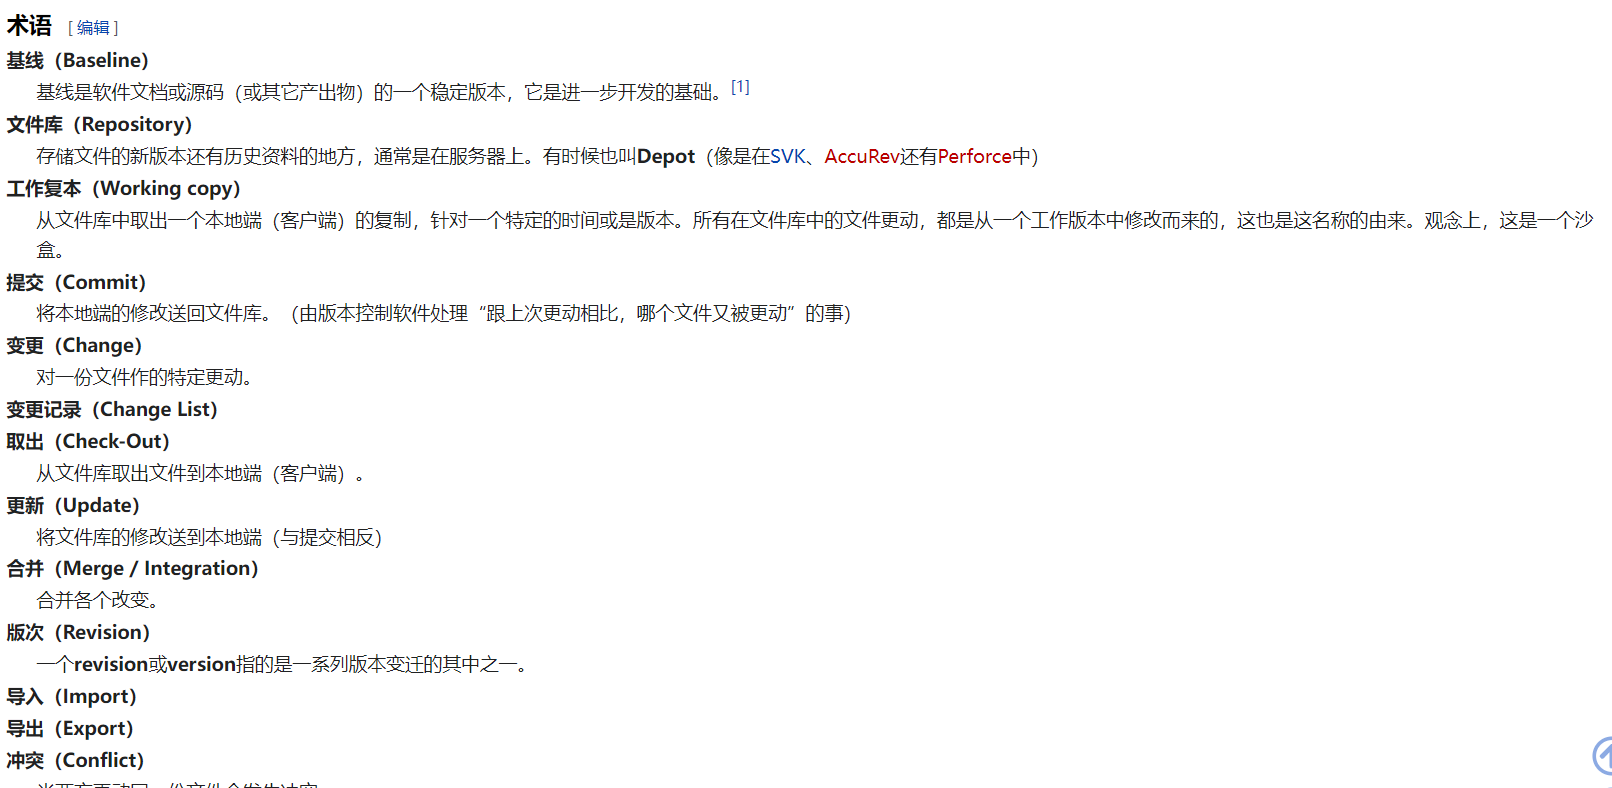 术语 [ 编辑 ]
基线（Baseline）
基线是软件文档或源码（或其它产出物）的一个稳定版本，它是进一步开发的基础。[1]
文件库（Repository）
存储文件的新版本还有历史资料的地方，通常是在服务器上。有时候也叫Depot（像是在SVK、AccuRev还有Perforce中）
工作复本（Working copy）
从文件库中取出一个本地端（客户端）的复制，针对一个特定的时间或是版本。所有在文件库中的文件更动，都是从一个工作版本中修改而来的，这也是这名称的由来。观念上，这是一个沙
盒。
提交（Commit）
将本地端的修改送回文件库。（由版本控制软件处理“跟上次更动相比，哪个文件又被更动”的事）
变更（Change）
对一份文件作的特定更动。
变更记录（Change List）
取出（Check-Out）
从文件库取出文件到本地端（客户端）。
更新（Update）
将文件库的修改送到本地端（与提交相反）
合并（Merge / Integration）
合并各个改变。
版次（Revision）
一个revision或version指的是一系列版本变迁的其中之一。
导入（Import）
导出（Export）
冲突（Conflict）